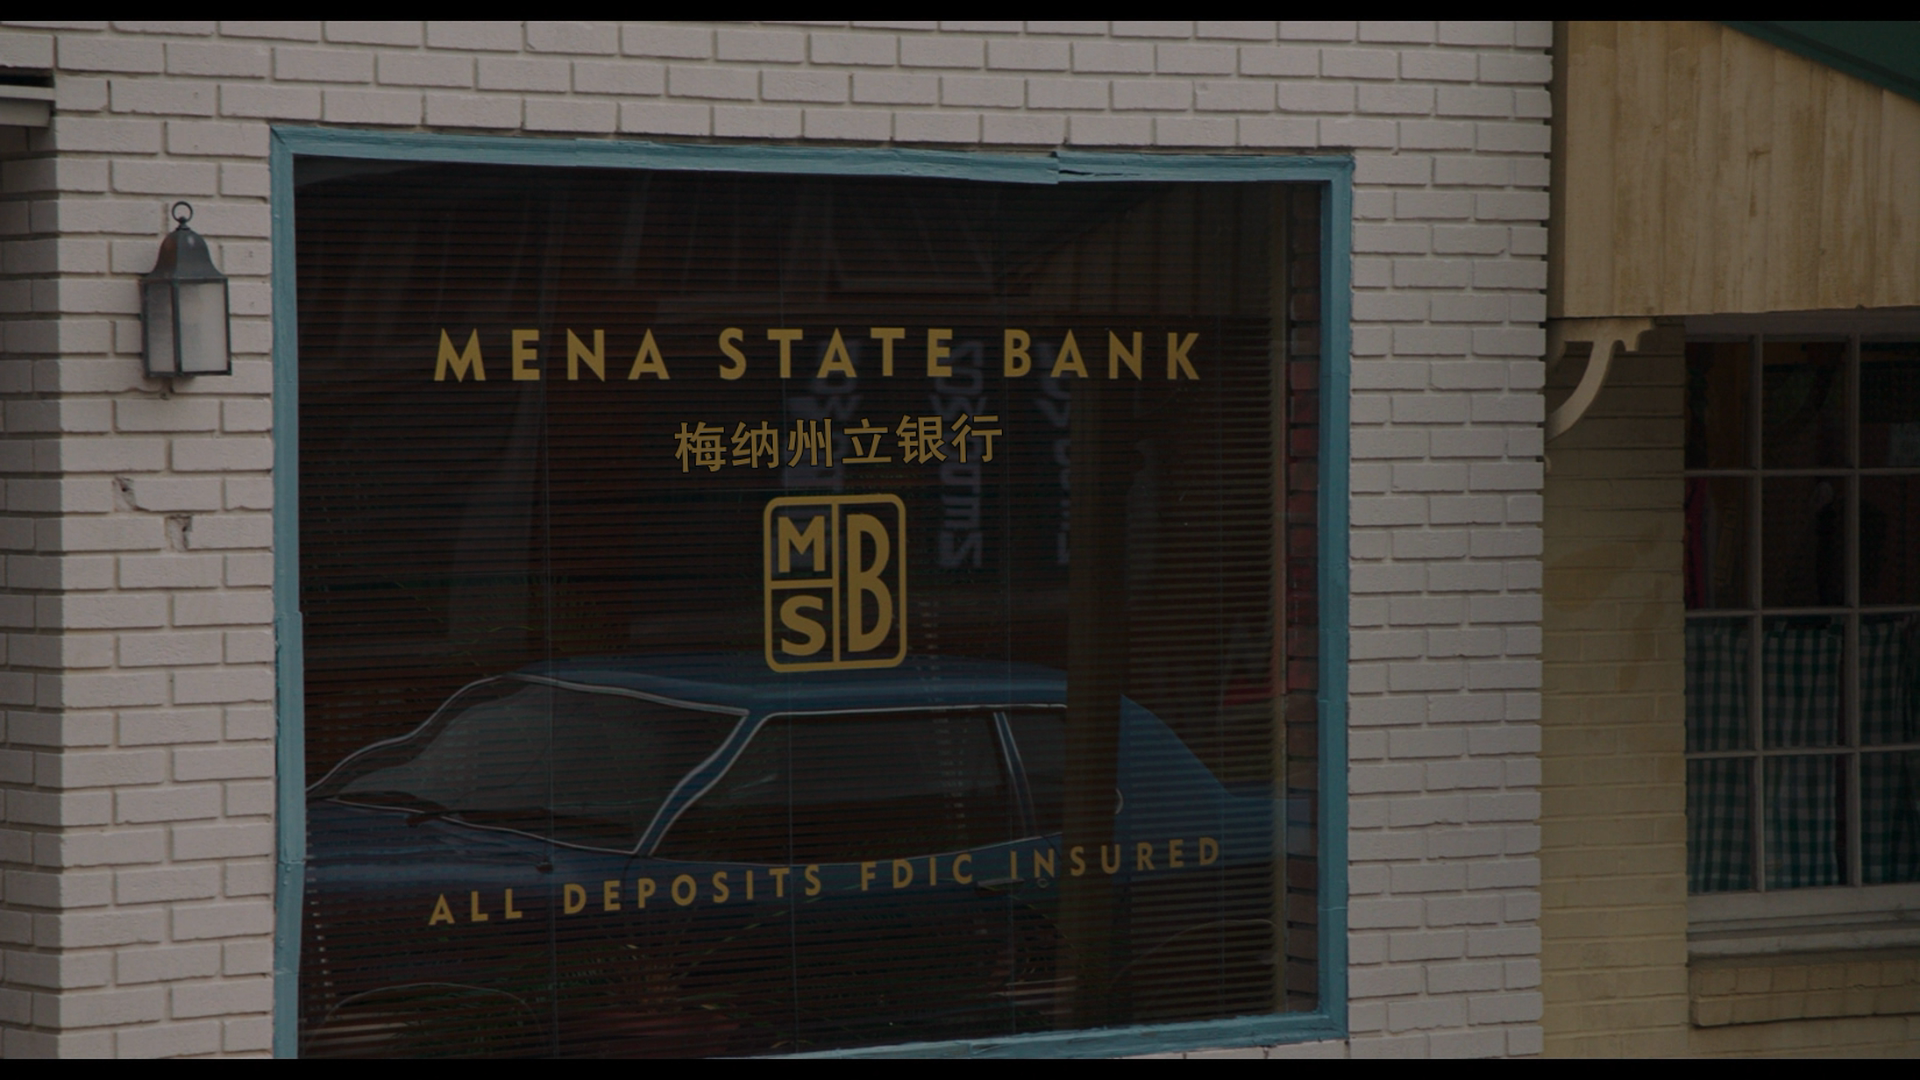 MENA STATE BANK
梅纳州立银行
M
S B
ALL DEPOSITS FDIC INSURED